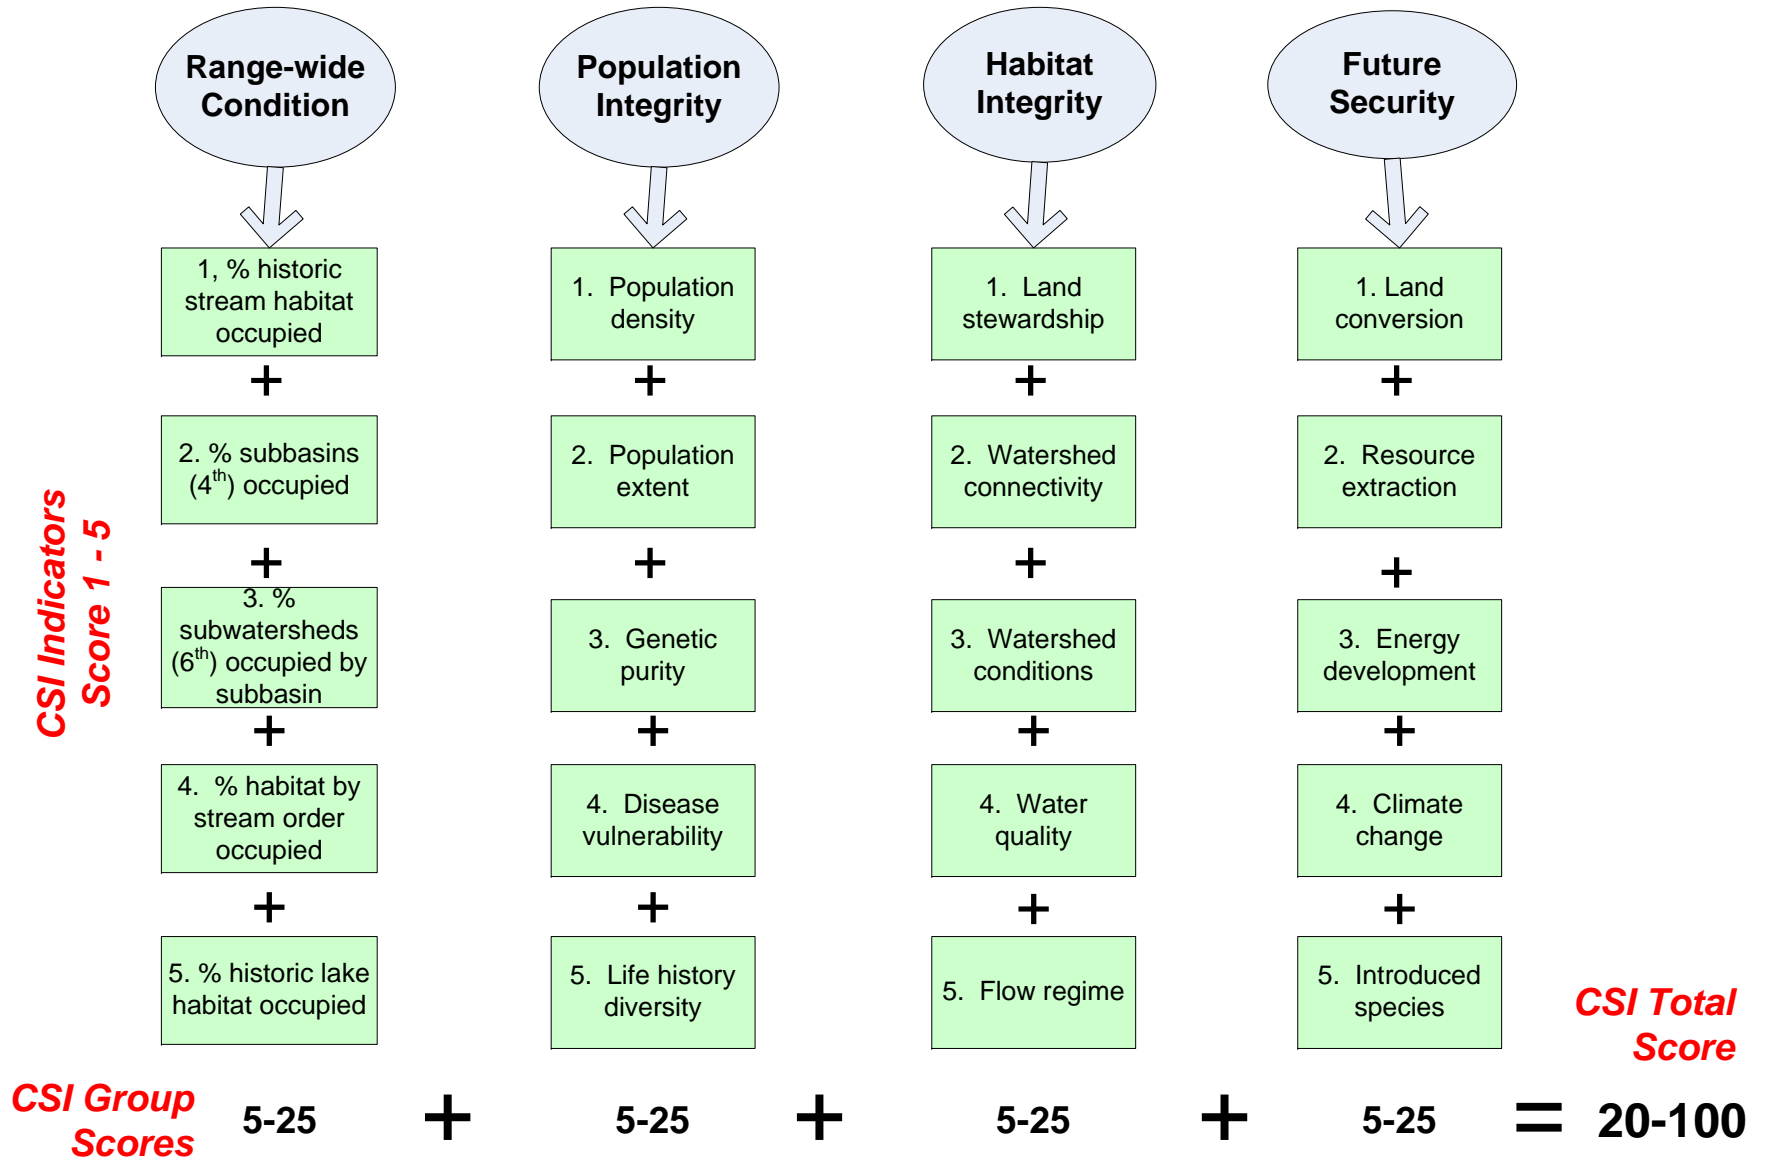 Range-wide
Condition
Population
Integrity
Habitat
Integrity
Future
Security
1, % historic
stream habitat
occupied
1.  Population
density
1.  Land
stewardship
1. Land
conversion
+
+
+
+
2. % subbasins
(4th) occupied
2.  Population
extent
2.  Watershed
connectivity
2.  Resource
extraction
+
+
+
+
3. %
subwatersheds
(6th) occupied by
subbasin
3.  Genetic
purity
3.  Watershed
conditions
3.  Energy
development
+
+
+
+
4.  % habitat by
stream order
occupied
4.  Disease
vulnerability
4.  Water
quality
4.  Climate
change
+
+
+
+
5. % historic lake
habitat occupied
5.  Life history
diversity
5.  Flow regime
5.  Introduced
species
CSI Indicators
Score 1 - 5
CSI Total
Score
CSI Group
Scores
5-25 + 5-25 + 5-25 + 5-25 = 20-100